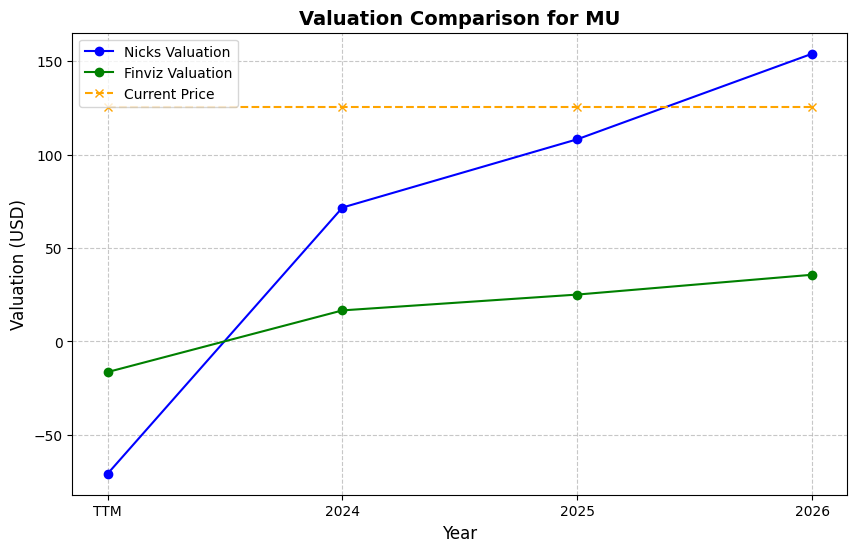 Valuation Comparison for MU
Nicks Valuation
Finviz Valuation
Current Price
150
100
50
0
−50
Valuation (USD)
TTM 2024 2025 2026
Year